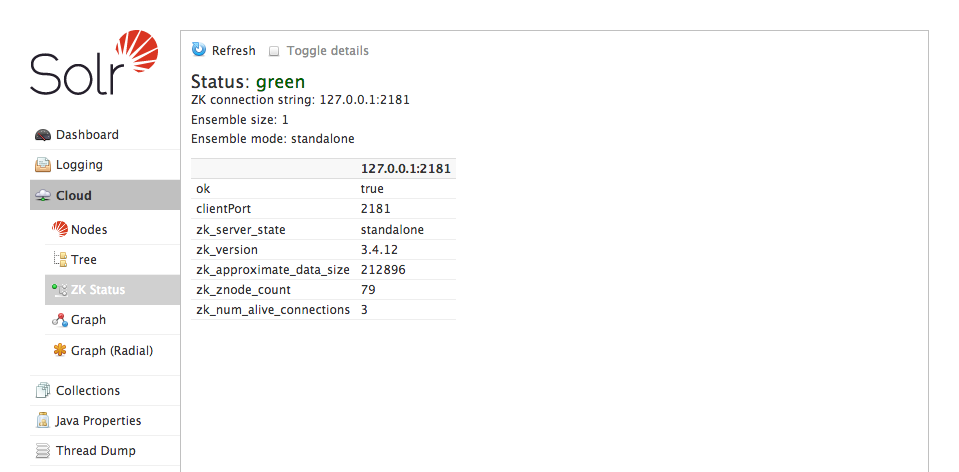 Solr
Dashboard
Logging
Cloud
Nodes
Tree
ZK Status
Graph
Graph (Radial)
Collections
Java Properties
Thread Dump
Refresh Toggle details
Status: green
ZK connection string: 127.0.0.1:2181
Ensemble size: 1
Ensemble mode: standalone
127.0.0.1:2181
ok true
clientPort 2181
zk_server_state standalone
zk_version 3.4.12
zk_approximate_data_size 212896
zk_znode_count 79
zk_num_alive_connections 3